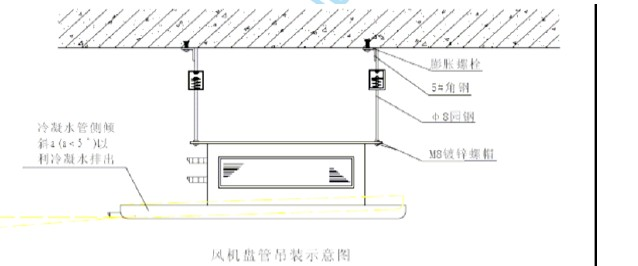 膨胀螺栓
5#角钢
φ8园钢
M8镀锌螺帽
冷凝水管侧倾
斜a(a<5°)以
利冷凝水排出
风机盘管吊装示意图